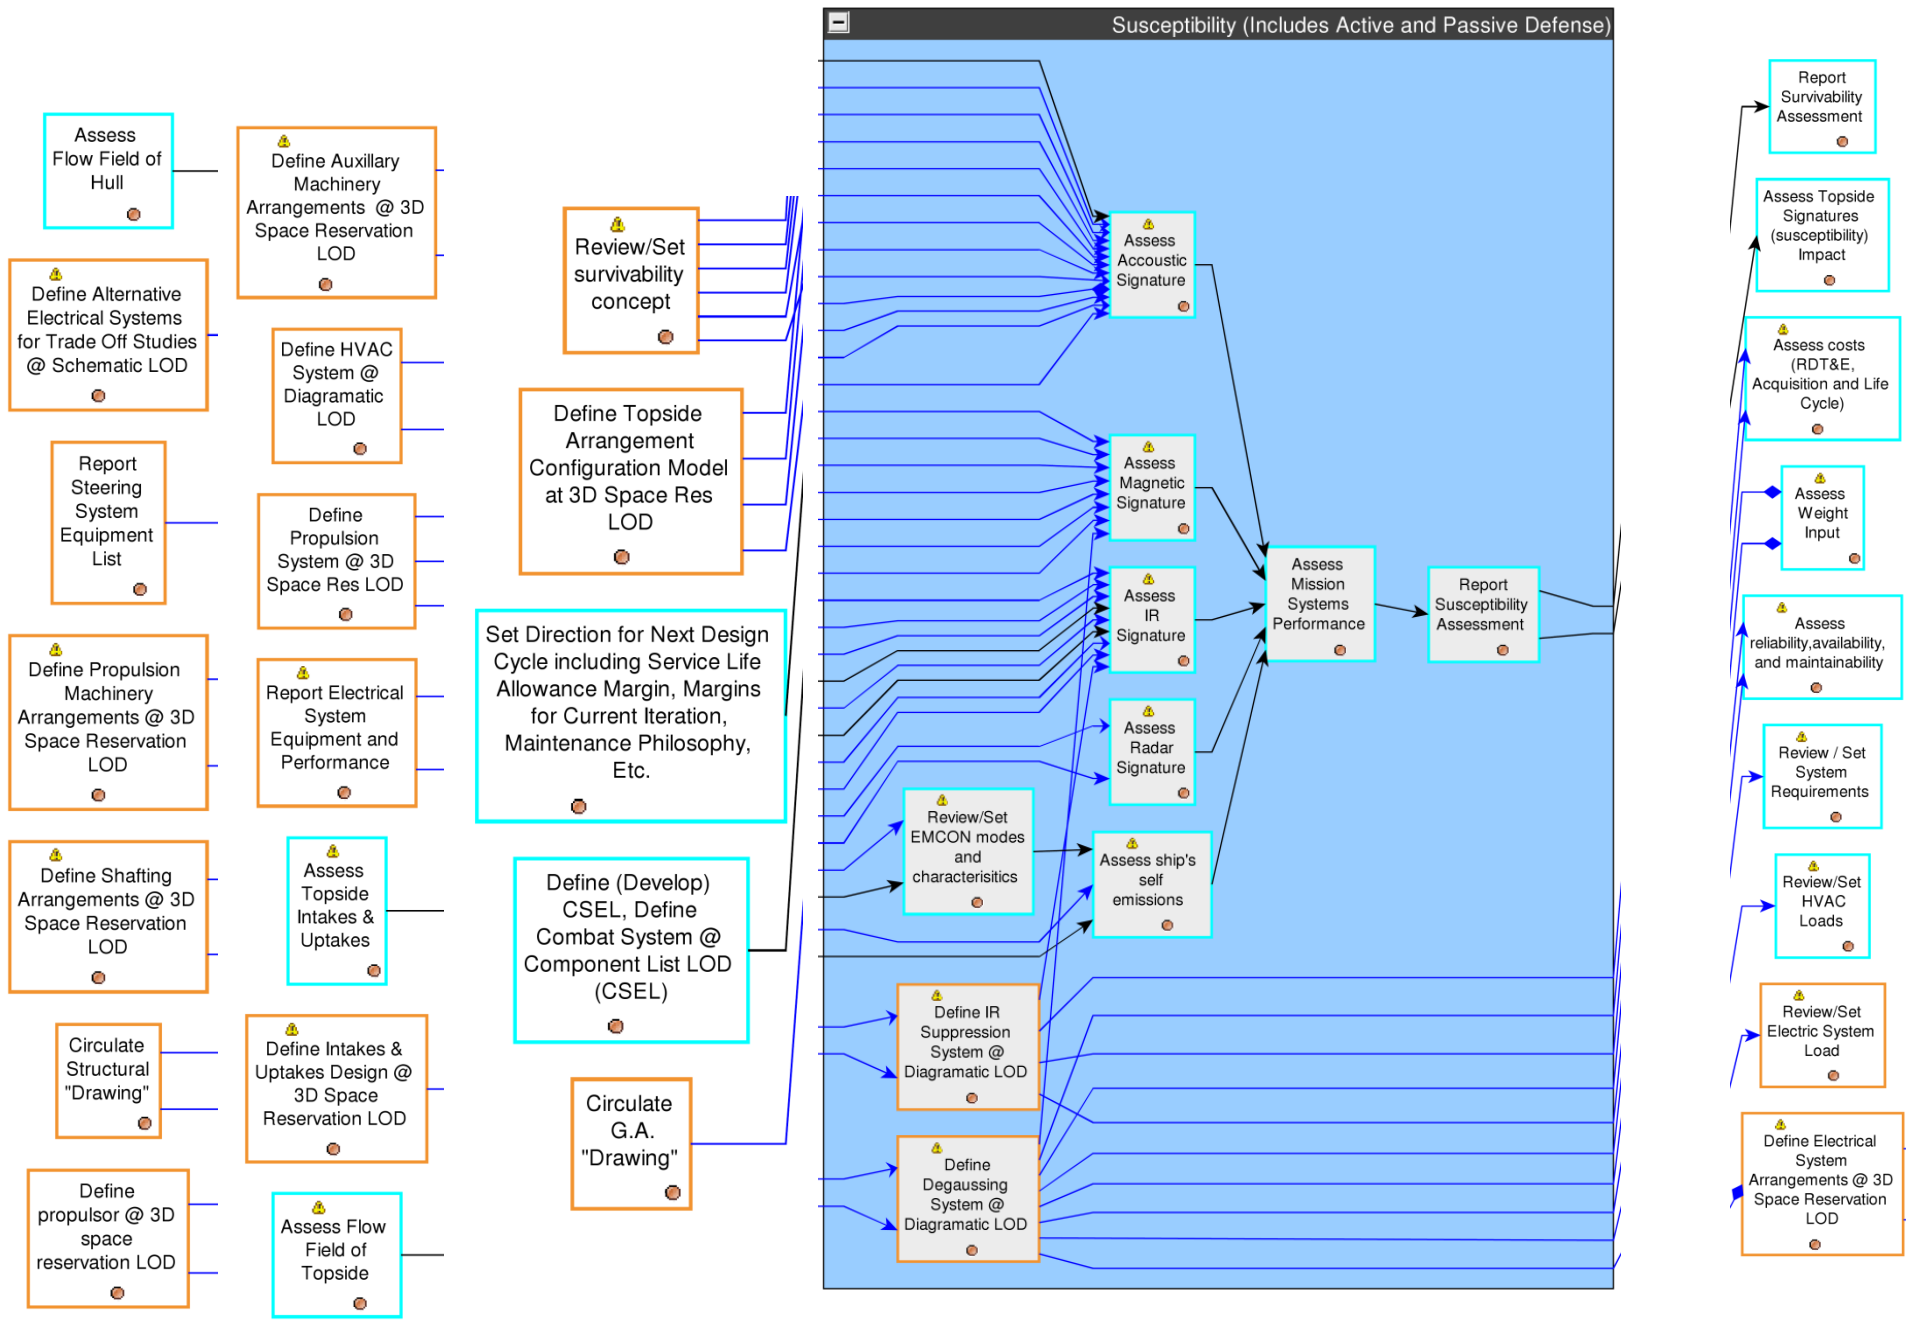 Susceptibility (Includes Active and Passive Defense)
Assess
Flow Field of
Hull
Define Alternative
Electrical Systems
for Trade Off Studies
@ Schematic LOD
Report
Steering
System
Equipment
List
Define Propulsion
Machinery
Arrangements @ 3D
Space Reservation
LOD
Define Shafting
Arrangements @ 3D
Space Reservation
LOD
Circulate
Structural
"Drawing"
Define
propulsor @ 3D
space
reservation LOD
Define Auxillary
Machinery
Arrangements @ 3D
Space Reservation
LOD
Define HVAC
System @
Diagramatic
LOD
Define
Propulsion
System @ 3D
Space Res LOD
Report Electrical
System
Equipment and
Performance
Assess
Topside
Intakes &
Uptakes
Define Intakes &
Uptakes Design @
3D Space
Reservation LOD
Assess Flow
Field of
Topside
Review/Set
survivability
concept
Define Topside
Arrangement
Configuration Model
at 3D Space Res
LOD
Set Direction for Next Design
Cycle including Service Life
Allowance Margin, Margins
for Current Iteration,
Maintenance Philosophy,
Etc.
Define (Develop)
CSEL, Define
Combat System @
Component List LOD
(CSEL)
Circulate
G.A.
"Drawing"
Assess
Accoustic
Signature
Assess
Magnetic
Signature
Assess
IR
Signature
Assess
Radar
Signature
Review/Set
EMCON modes
and
characterisitics
Assess ship's
self
emissions
Define IR
Suppression
System @
Diagramatic LOD
Define
Degaussing
System @
Diagramatic LOD
Assess
Mission
Systems
Performance
Report
Susceptibility
Assessment
Report
Survivability
Assessment
Assess Topside
Signatures
(susceptibility)
Impact
Assess costs
(RDT&E,
Acquisition and Life
Cycle)
Assess
Weight
Input
Assess
reliability,availability,
and maintainability
Review / Set
System
Requirements
Review/Set
HVAC
Loads
Review/Set
Electric System
Load
Define Electrical
System
Arrangements @ 3D
Space Reservation
LOD